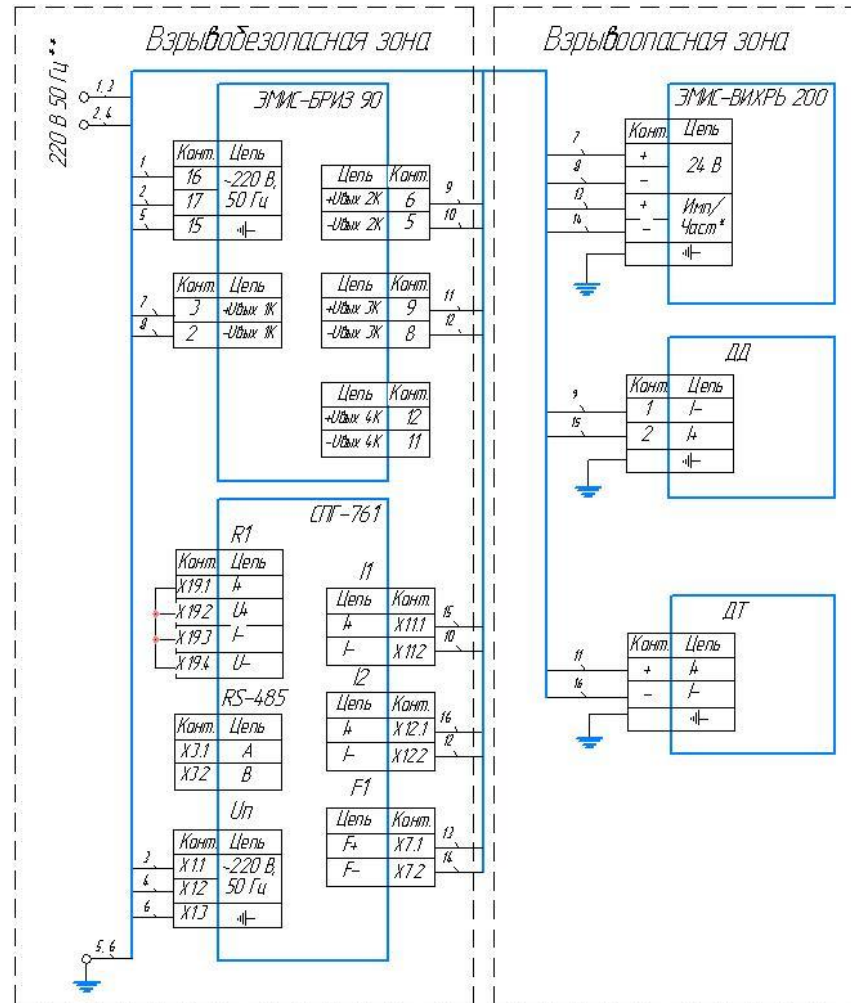 Взрывобезопасная зона
Взрывоопасная зона
220 В 50 Гц**
1, 3
2, 4
ЭМИС-БРИЗ 90
Конт. Цепь
1 16 ~220 В, 50 Гц
2 17
5 15
Цепь Конт.
+Uвых 2К 6 9
-Uвых 2К 5 10
Конт. Цепь
7 3 +Uвых 1К
8 2 -Uвых 1К
Цепь Конт.
+Uвых 3К 9 11
-Uвых 3К 8 12
Цепь Конт.
+Uвых 4К 12
-Uвых 4К 11
СПГ-761
R1
Конт. Цепь
X19.1 I+
X19.2 U+
X19.3 I-
X19.4 U-
I1
Цепь Конт.
I+ X11.1 15
I- X11.2 10
RS-485
Конт. Цепь
X3.1 A
X3.2 B
I2
Цепь Конт.
I+ X12.1 16
I- X12.2 12
Uп
Конт. Цепь
3 X1.1 ~220 В, 50 Гц
4 X1.2
6 X1.3
F1
Цепь Конт.
F+ X7.1 13
F- X7.2 14
5, 6
ЭМИС-ВИХРЬ 200
Конт. Цепь
7 + 24 В
8 -
13 + Имп/
14 - Част*
ДД
Конт. Цепь
9 1 I-
15 2 I+
ДТ
Конт. Цепь
11 + I+
16 - I-